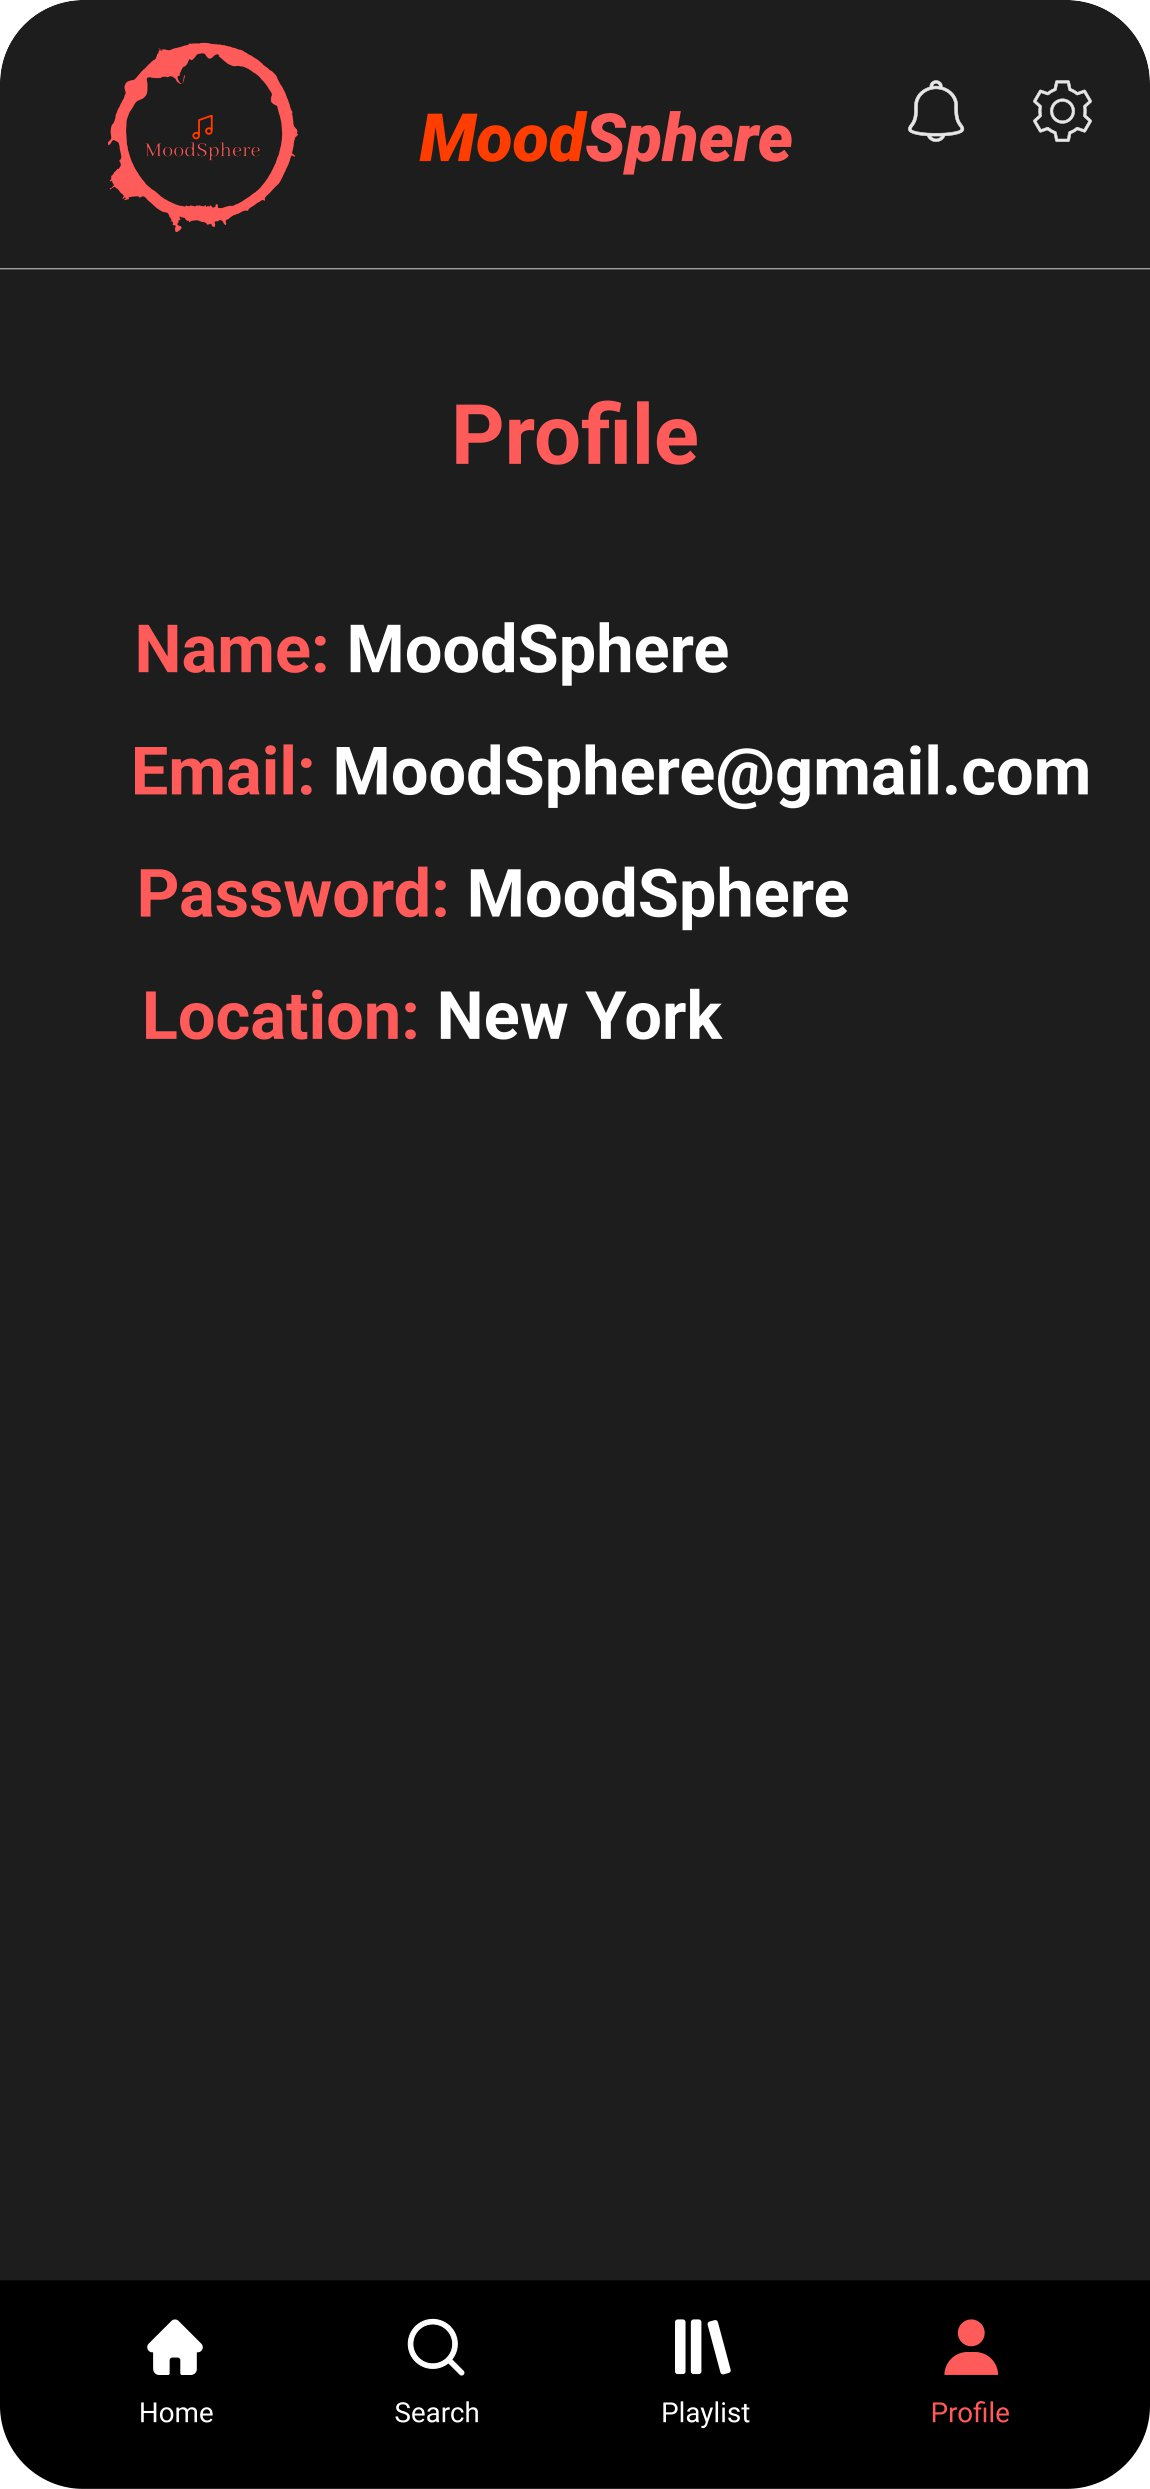 MoodSphere
MoodSphere
Profile
Name: MoodSphere
Email: MoodSphere@gmail.com
Password: MoodSphere
Location: New York
Home Search Playlist Profile